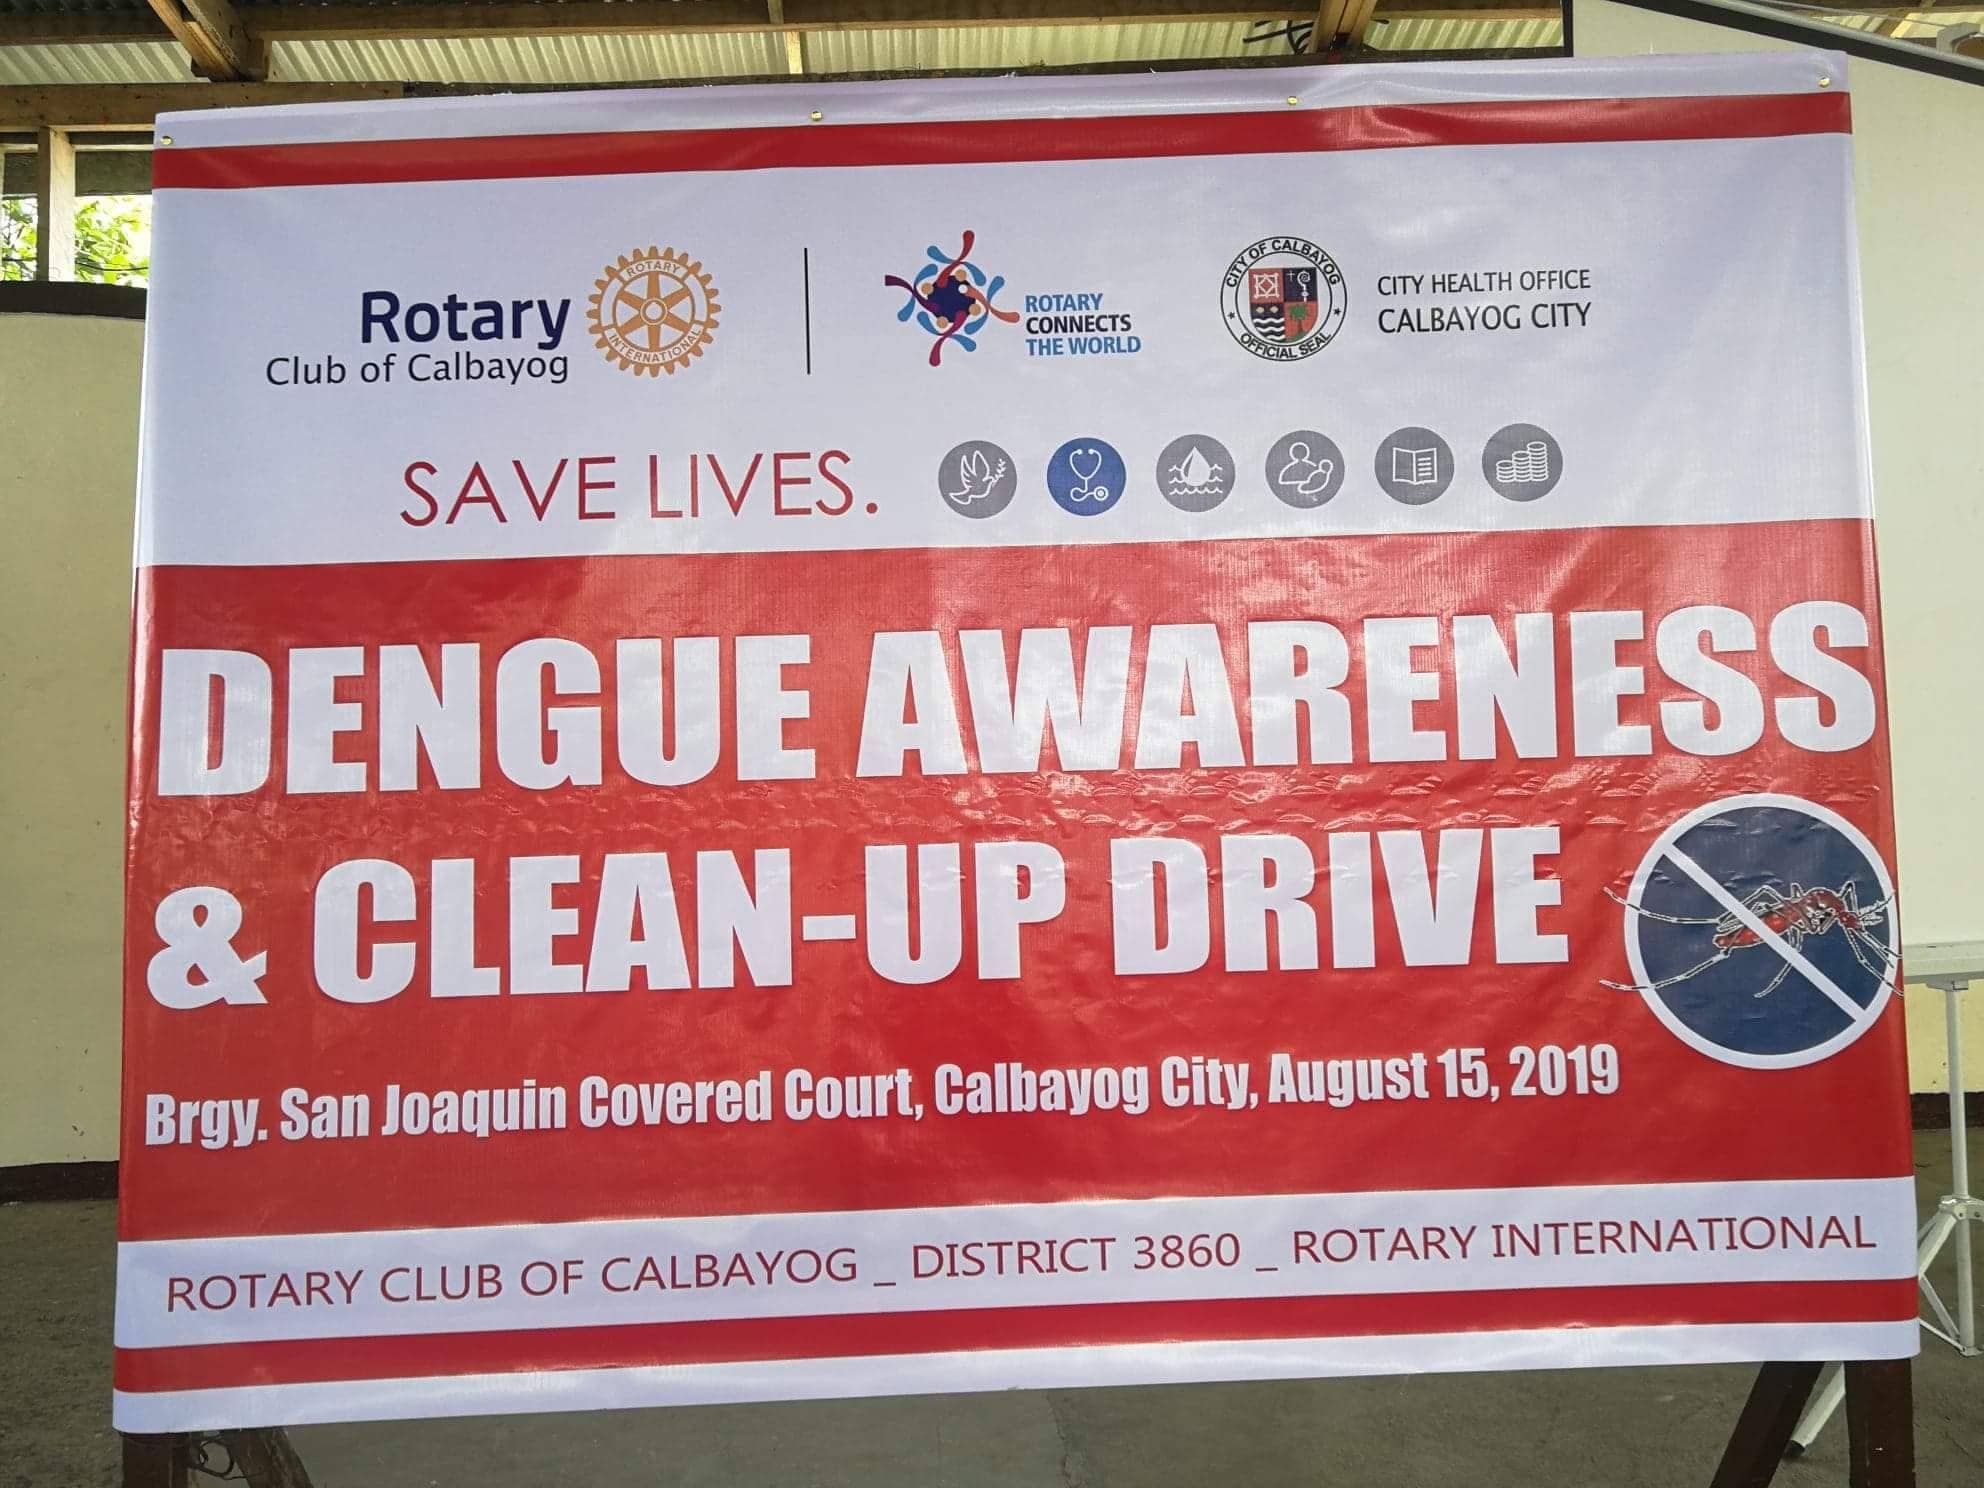 Rotary
Club of Calbayog
ROTARY
INTERNATIONAL
ROTARY
CONNECTS
THE WORLD
CITY OF CALBAYOG
OFFICIAL SEAL
CITY HEALTH OFFICE
CALBAYOG CITY
SAVE LIVES.
DENGUE AWARENESS
& CLEAN-UP DRIVE
Brgy. San Joaquin Covered Court, Calbayog City, August 15, 2019
ROTARY CLUB OF CALBAYOG _ DISTRICT 3860 _ ROTARY INTERNATIONAL